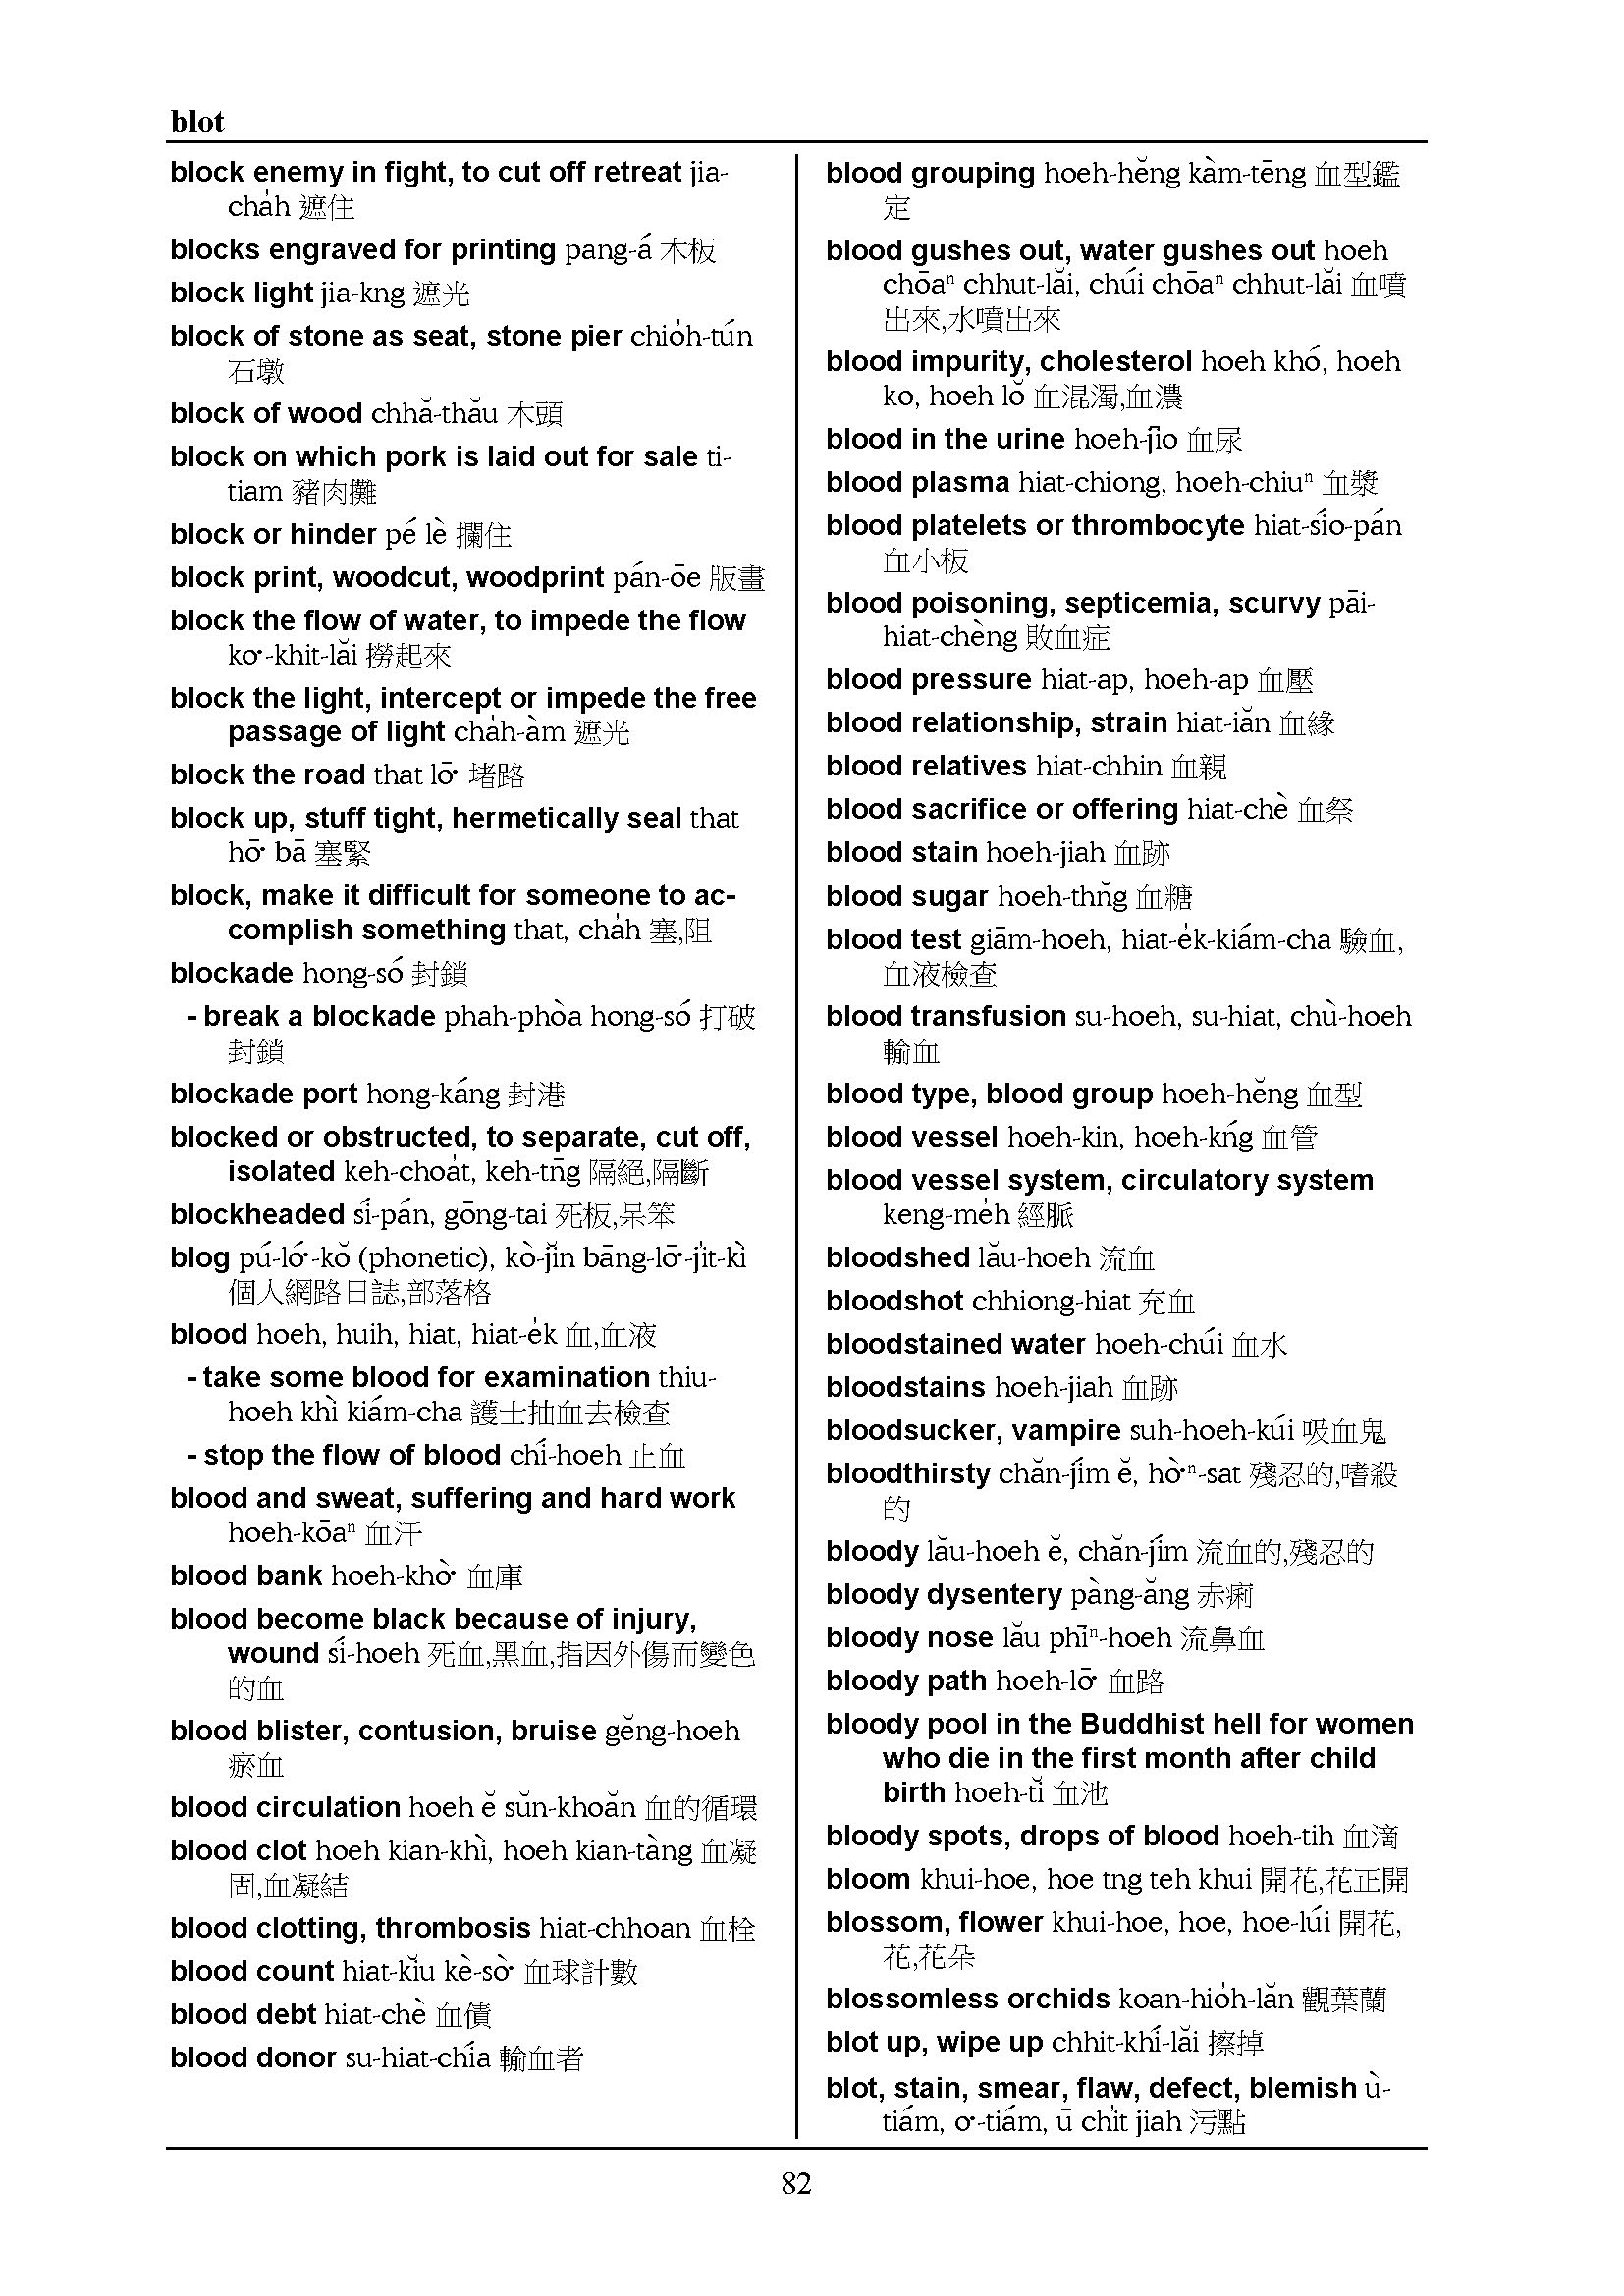 blot
block enemy in fight, to cut off retreat jia-
cha̍h 遮住
blocks engraved for printing pang-á 木板
block light jia-kng 遮光
block of stone as seat, stone pier chio̍h-tún
石墩
block of wood chhă-thău 木頭
block on which pork is laid out for sale ti-
tiam 豬肉攤
block or hinder pé lè 攔住
block print, woodcut, woodprint pán-ōe 版畫
block the flow of water, to impede the flow
ko͘-khit-lăi 撈起來
block the light, intercept or impede the free
passage of light cha̍h-àm 遮光
block the road that lō͘ 堵路
block up, stuff tight, hermetically seal that
hō͘ bā 塞緊
block, make it difficult for someone to ac-
complish something that, cha̍h 塞,阻
blockade hong-só 封鎖
- break a blockade phah-phòa hong-só 打破
封鎖
blockade port hong-káng 封港
blocked or obstructed, to separate, cut off,
isolated keh-choa̍t, keh-tn̄g 隔絕,隔斷
blockheaded sí-pán, gōng-tai 死板,呆笨
blog pú-ló͘-kŏ (phonetic), kò-jĭn bāng-lō͘-ji̍t-kì
個人網路日誌,部落格
blood hoeh, huih, hiat, hiat-e̍k 血,血液
- take some blood for examination thiu-
hoeh khì kiám-cha 護士抽血去檢查
- stop the flow of blood chí-hoeh 止血
blood and sweat, suffering and hard work
hoeh-kōaⁿ 血汗
blood bank hoeh-khò͘ 血庫
blood become black because of injury,
wound sí-hoeh 死血,黑血,指因外傷而變色
的血
blood blister, contusion, bruise gĕng-hoeh
瘀血
blood circulation hoeh ĕ sŭn-khoăn 血的循環
blood clot hoeh kian-khì, hoeh kian-tàng 血凝
固,血凝結
blood clotting, thrombosis hiat-chhoan 血栓
blood count hiat-kĭu kè-sò͘ 血球計數
blood debt hiat-chè 血債
blood donor su-hiat-chía 輸血者
blood grouping hoeh-hĕng kàm-tēng 血型鑑
定
blood gushes out, water gushes out hoeh
chōaⁿ chhut-lăi, chúi chōaⁿ chhut-lăi 血噴
出來,水噴出來
blood impurity, cholesterol hoeh khó, hoeh
ko, hoeh lŏ 血混濁,血濃
blood in the urine hoeh-jīo 血尿
blood plasma hiat-chiong, hoeh-chiuⁿ 血漿
blood platelets or thrombocyte hiat-sío-pán
血小板
blood poisoning, septicemia, scurvy pāi-
hiat-chèng 敗血症
blood pressure hiat-ap, hoeh-ap 血壓
blood relationship, strain hiat-iăn 血緣
blood relatives hiat-chhin 血親
blood sacrifice or offering hiat-chè 血祭
blood stain hoeh-jiah 血跡
blood sugar hoeh-thn̆g 血糖
blood test giām-hoeh, hiat-e̍k-kiám-cha 驗血,
血液檢查
blood transfusion su-hoeh, su-hiat, chù-hoeh
輸血
blood type, blood group hoeh-hĕng 血型
blood vessel hoeh-kin, hoeh-kńg 血管
blood vessel system, circulatory system
keng-me̍h 經脈
bloodshed lău-hoeh 流血
bloodshot chhiong-hiat 充血
bloodstained water hoeh-chúi 血水
bloodstains hoeh-jiah 血跡
bloodsucker, vampire suh-hoeh-kúi 吸血鬼
bloodthirsty chăn-jím ĕ, hò͘ⁿ-sat 殘忍的,嗜殺
的
bloody lău-hoeh ĕ, chăn-jím 流血的,殘忍的
bloody dysentery pàng-ăng 赤痢
bloody nose lău phīⁿ-hoeh 流鼻血
bloody path hoeh-lō͘ 血路
bloody pool in the Buddhist hell for women
who die in the first month after child
birth hoeh-tĭ 血池
bloody spots, drops of blood hoeh-tih 血滴
bloom khui-hoe, hoe tng teh khui 開花,花正開
blossom, flower khui-hoe, hoe, hoe-lúi 開花,
花,花朵
blossomless orchids koan-hio̍h-lăn 觀葉蘭
blot up, wipe up chhit-khí-lăi 擦掉
blot, stain, smear, flaw, defect, blemish ù-
tiám, o͘-tiám, ū chi̍t jiah 污點
82